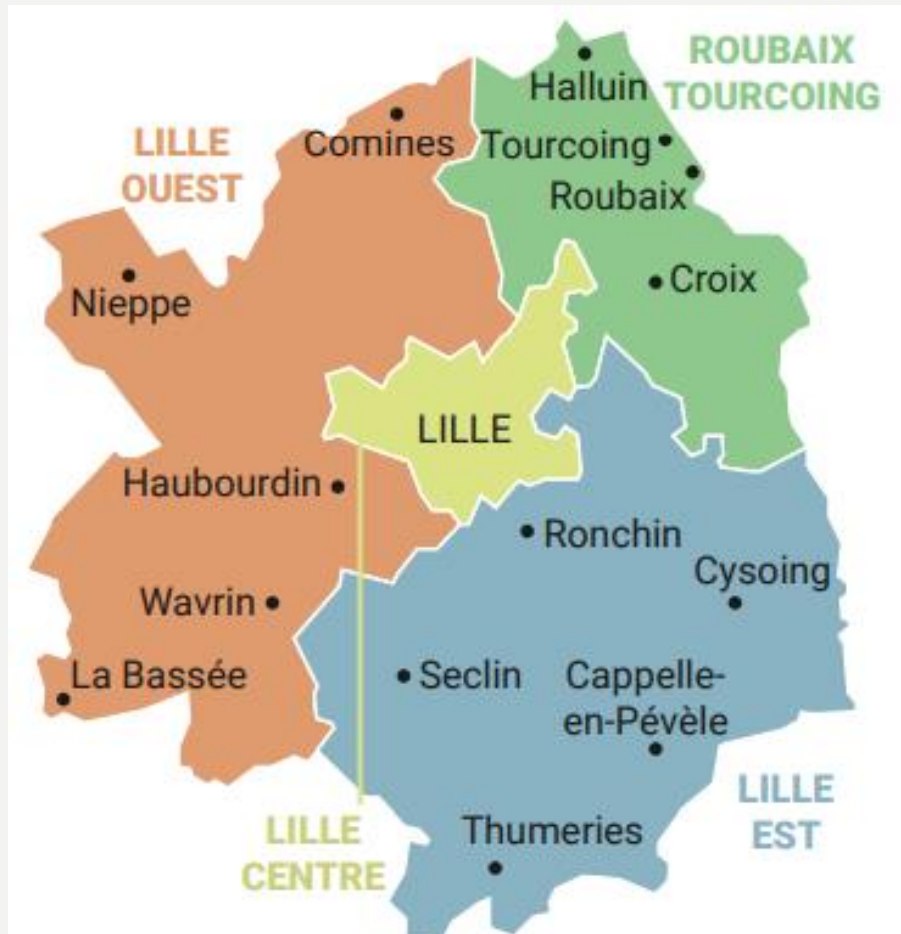 ROUBAIX
TOURCOING
Halluin
LILLE
OUEST
Comines
Tourcoing
Roubaix
Nieppe
Croix
LILLE
Haubourdin
Ronchin
Cysoing
Wavrin
La Bassée
Seclin
Cappelle-
en-Pévèle
LILLE
EST
LILLE
CENTRE
Thumeries